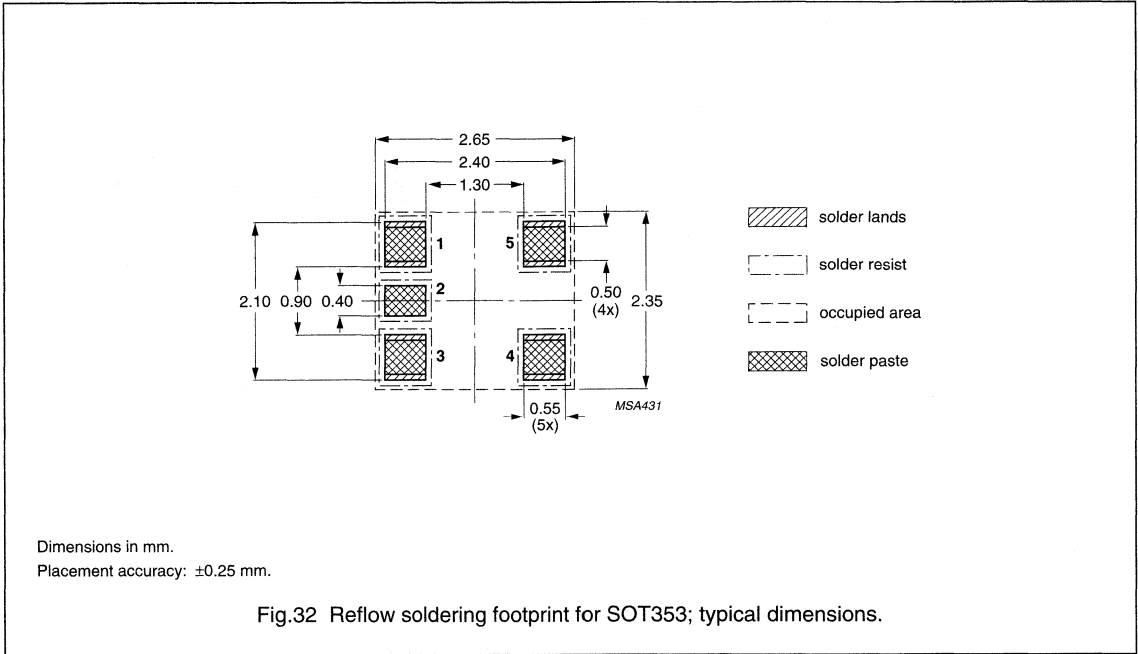 2.65
2.40
1.30
1
5
2
2.10 0.90 0.40
0.50
(4x)
2.35
3
4
0.55
(5x)
MSA431
solder lands
solder resist
occupied area
solder paste
Dimensions in mm.
Placement accuracy: ±0.25 mm.
Fig.32 Reflow soldering footprint for SOT353; typical dimensions.